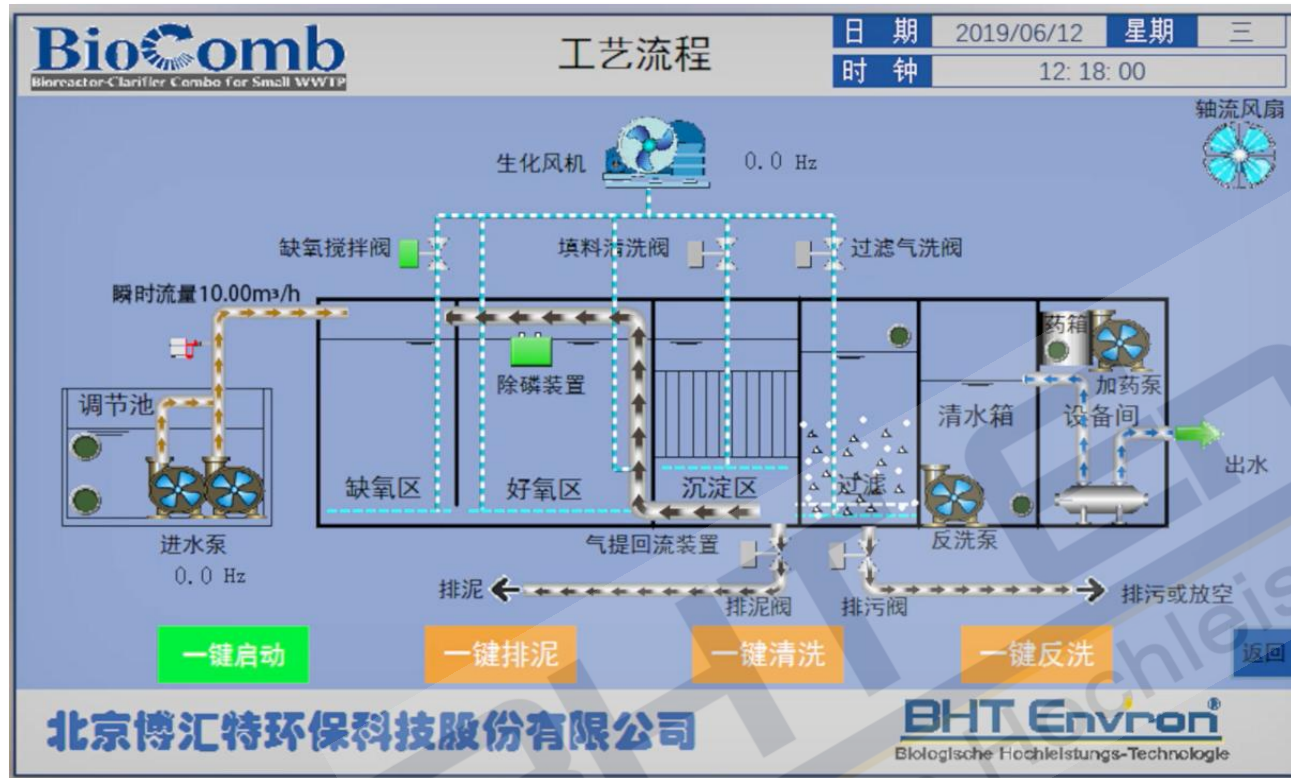 BioComb
Bioreactor-Clarifier Combo for Small WWTP
工艺流程
日 期 2019/06/12 星期 三
时 钟 12:18:00
轴流风扇
生化风机 0.0 Hz
缺氧搅拌阀 填料清洗阀 过滤气洗阀
瞬时流量10.00m³/h
药箱
除磷装置 加药泵
调节池 清水箱 设备间
出水
缺氧区 好氧区 沉淀区 过滤
进水泵 气提回流装置 反洗泵
0.0 Hz
排泥 排泥阀 排污阀 排污或放空
一键启动 一键排泥 一键清洗 一键反洗 返回
北京博汇特环保科技股份有限公司
BHT Environ®
Biologische Hochleistungs-Technologie